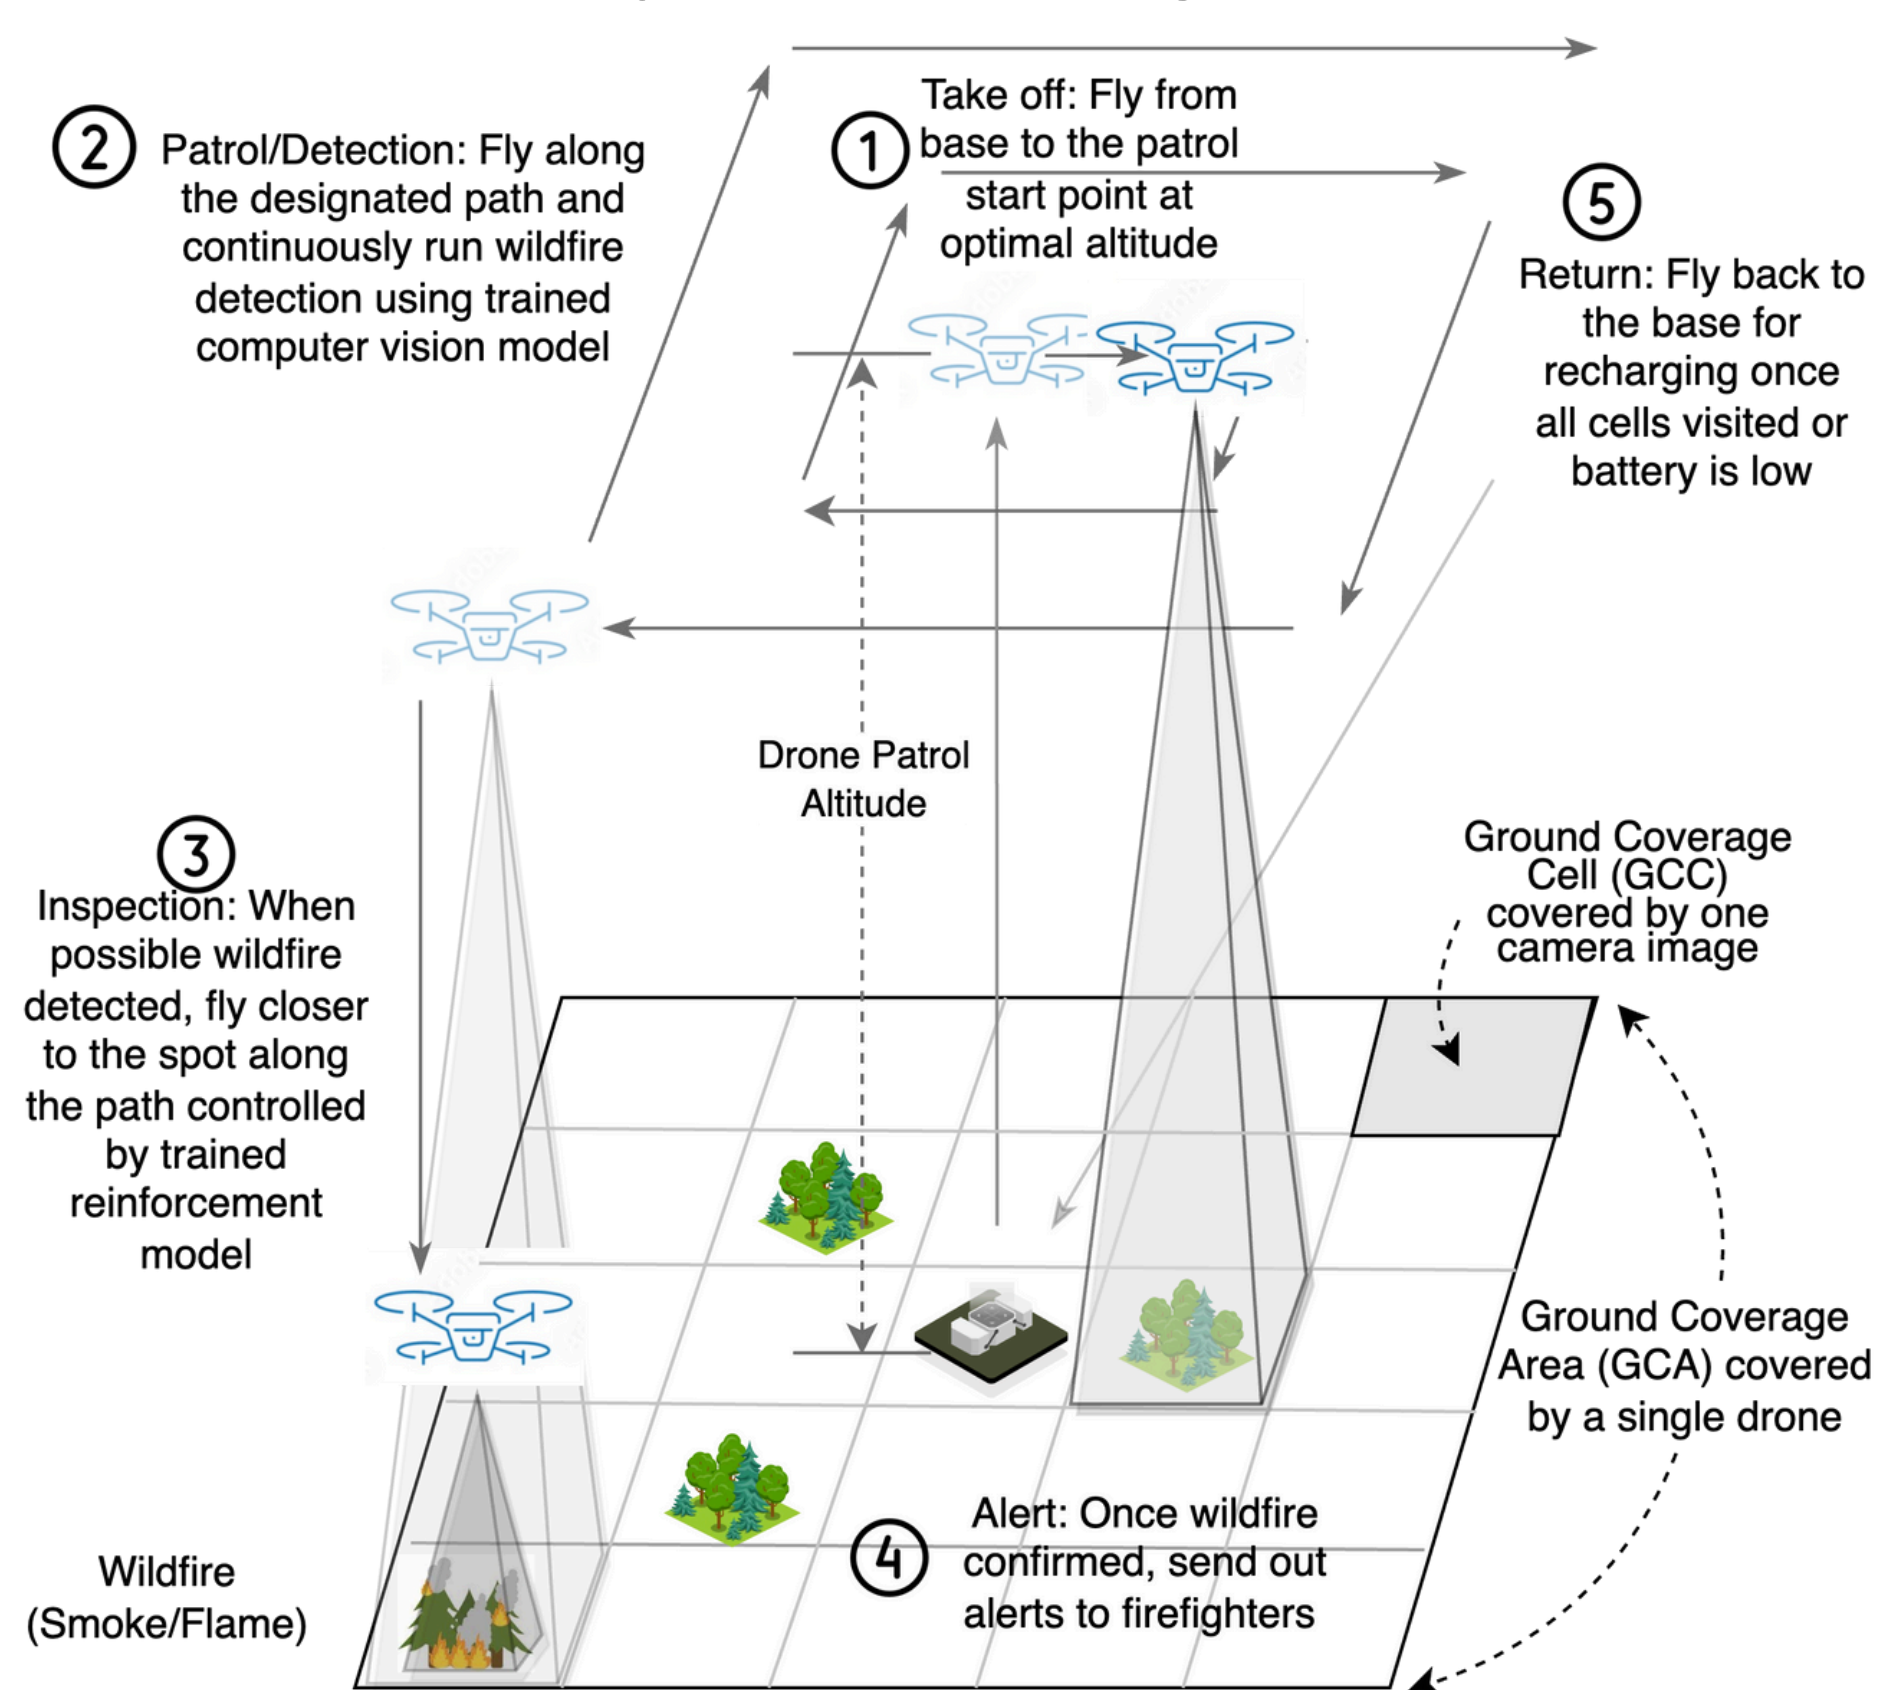 1
Take off: Fly from
base to the patrol
start point at
optimal altitude
2
Patrol/Detection: Fly along
the designated path and
continuously run wildfire
detection using trained
computer vision model
5
Return: Fly back to
the base for
recharging once
all cells visited or
battery is low
Drone Patrol
Altitude
3
Inspection: When
possible wildfire
detected, fly closer
to the spot along
the path controlled
by trained
reinforcement
model
Ground Coverage
Cell (GCC)
covered by one
camera image
Ground Coverage
Area (GCA) covered
by a single drone
4
Alert: Once wildfire
confirmed, send out
alerts to firefighters
Wildfire
(Smoke/Flame)